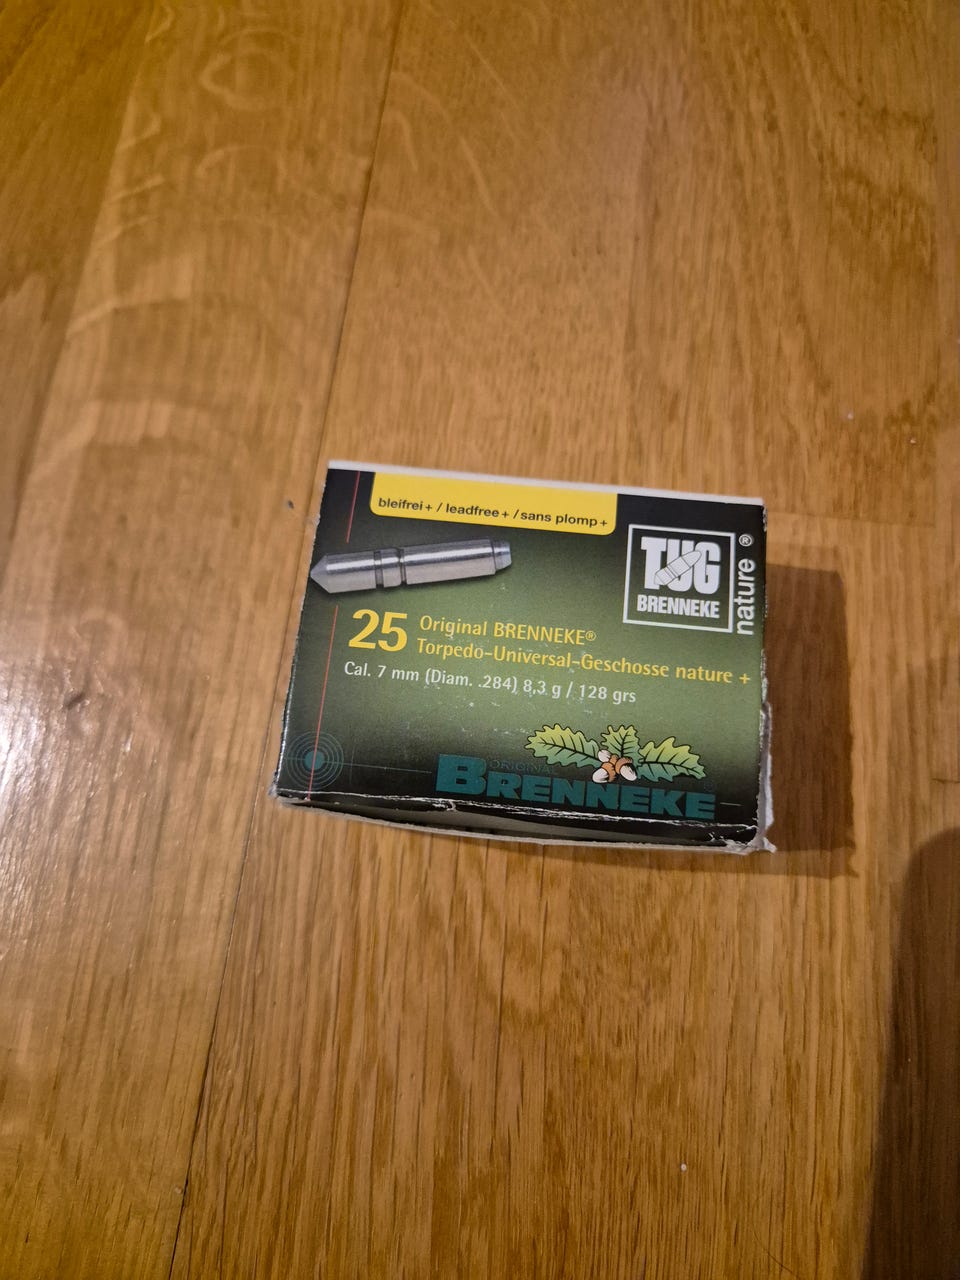 bleifrei+ / leadfree+ / sans plomp+
TUG
BRENNEKE
nature ®
25 Original BRENNEKE®
Torpedo-Universal-Geschosse nature +
Cal. 7 mm (Diam. .284) 8,3 g / 128 grs
ORIGINAL
BRENNEKE